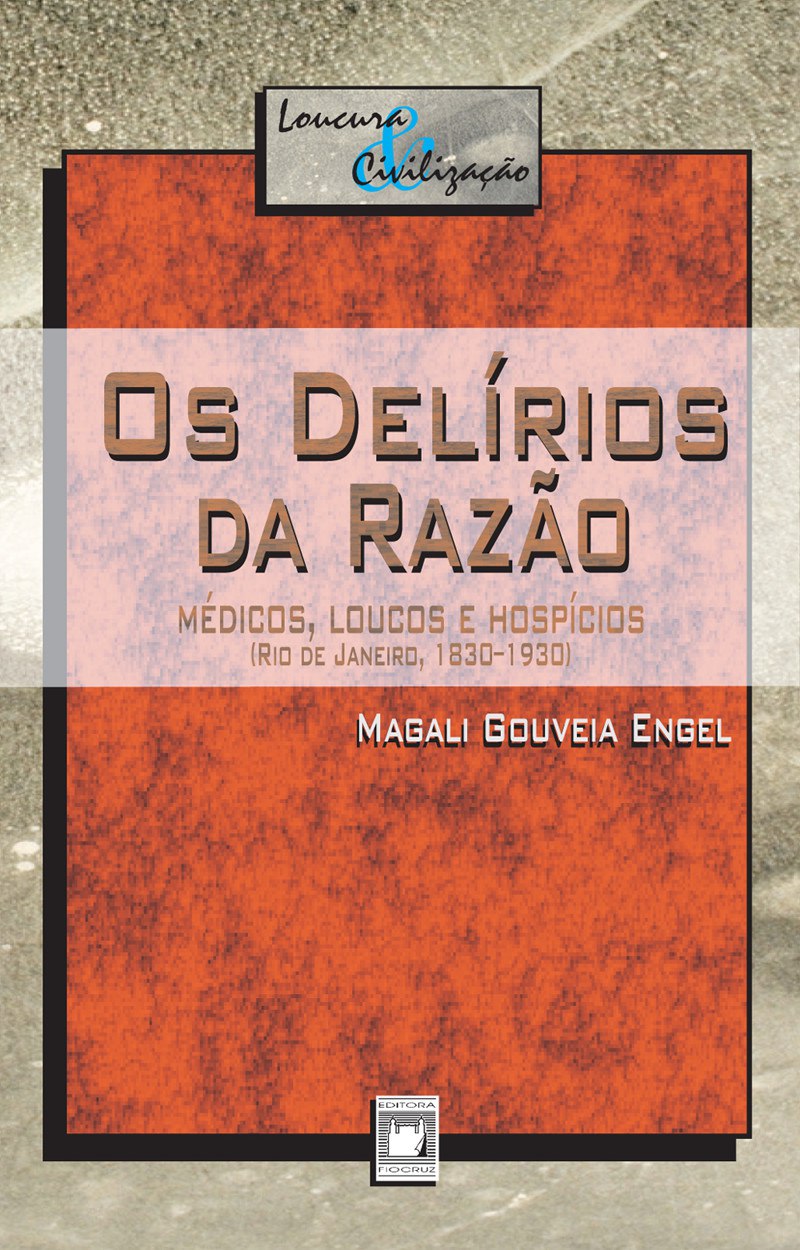 Loucura
&
Civilização
Os Delírios
da Razão
médicos, loucos e hospícios
(Rio de Janeiro, 1830-1930)
Magali Gouveia Engel
EDITORA
FIOCRUZ